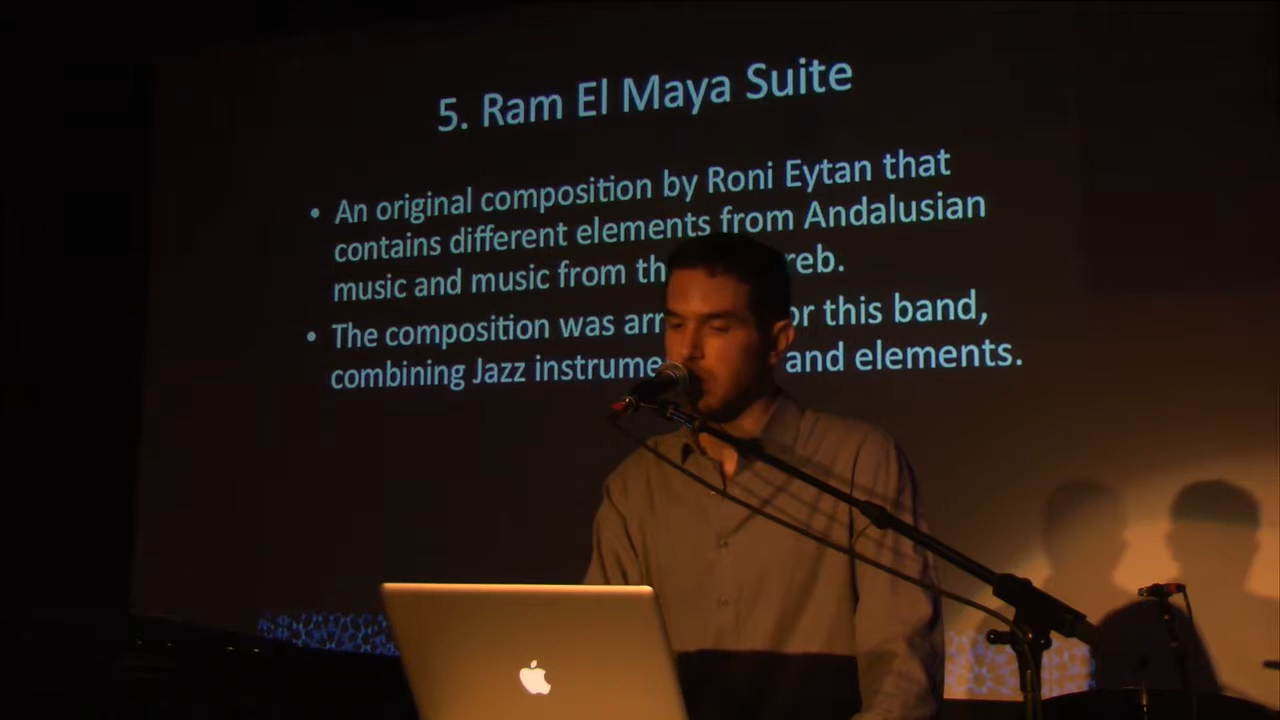 5. Ram El Maya Suite
• An original composition by Roni Eytan that
contains different elements from Andalusian
music and music from th reb.
• The composition was arr or this band,
combining Jazz instrume and elements.